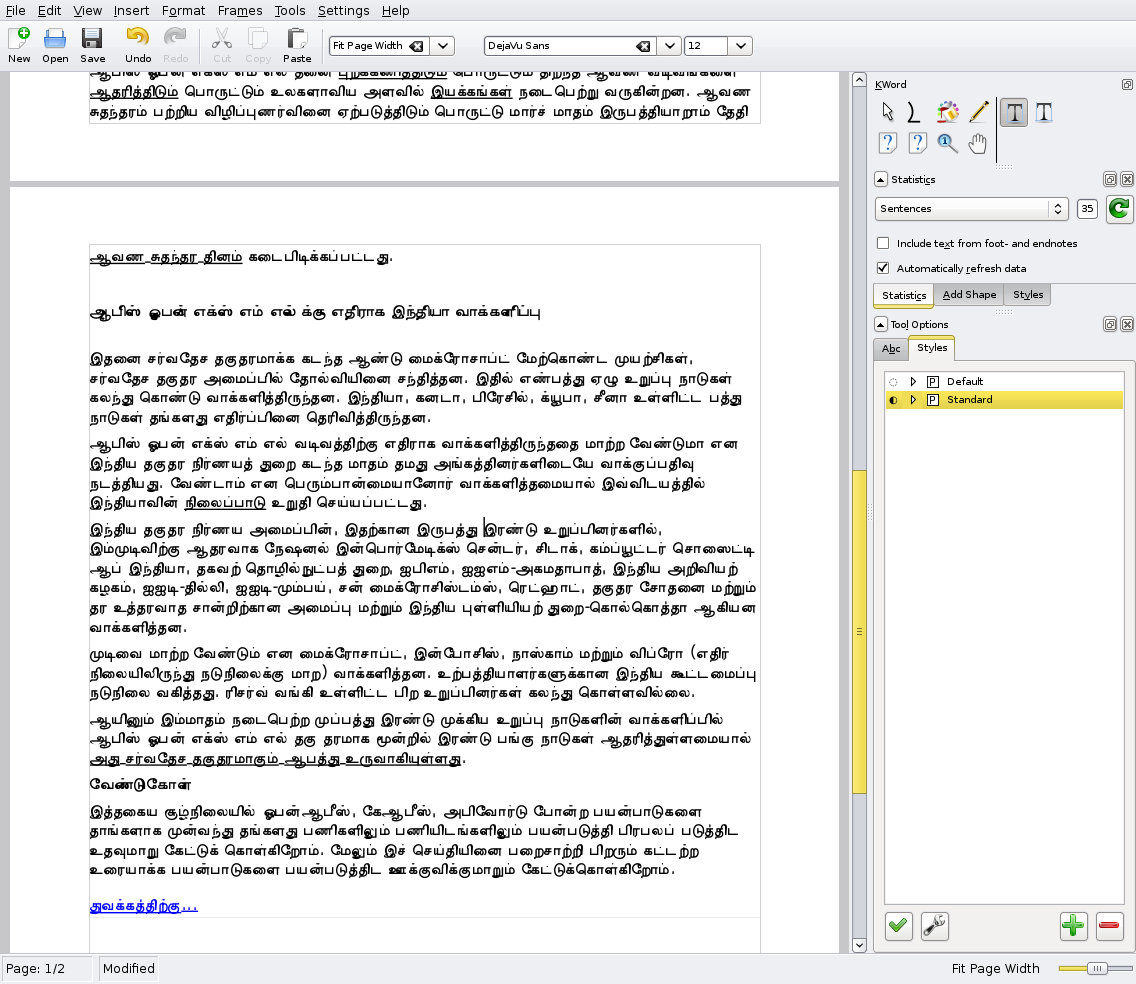 File Edit View Insert Format Frames Tools Settings Help
New Open Save Undo Redo Cut Copy Paste Fit Page Width DejaVu Sans 12
ஆபிஸ் ஓபன் எக்ஸ் எம் எல் தனை புறக்கணித்திடும் பொருட்டும் திறந்த ஆவண வடிவங்களை
ஆதரித்திடும் பொருட்டும் உலகளாவிய அளவில் இயக்கங்கள் நடைபெற்று வருகின்றன. ஆவண
சுதந்தரம் பற்றிய விழிப்புணர்வினை ஏற்படுத்திடும் பொருட்டு மார்ச் மாதம் இருபத்தியாறாம் தேதி
ஆவண சுதந்தர தினம் கடைபிடிக்கப்பட்டது.
ஆபிஸ் ஓபன் எக்ஸ் எம் எல் க்கு எதிராக இந்தியா வாக்களிப்பு
இதனை சர்வதேச தகுதரமாக்க கடந்த ஆண்டு மைக்ரோசாப்ட் மேற்கொண்ட முயற்சிகள்,
சர்வதேச தகுதர அமைப்பில் தோல்வியினை சந்தித்தன. இதில் என்பத்து ஏழு உறுப்பு நாடுகள்
கலந்து கொண்டு வாக்களித்திருந்தன. இந்தியா, கனடா, பிரேசில், க்யூபா, சீனா உள்ளிட்ட பத்து
நாடுகள் தங்களது எதிர்ப்பினை தெரிவித்திருந்தன.
ஆபிஸ் ஓபன் எக்ஸ் எம் எல் வடிவத்திற்கு எதிராக வாக்களித்திருந்ததை மாற்ற வேண்டுமா என
இந்திய தகுதர நிர்ணயத் துறை கடந்த மாதம் தமது அங்கத்தினர்களிடையே வாக்குப்பதிவு
நடத்தியது. வேண்டாம் என பெரும்பான்மையானோர் வாக்களித்தமையால் இவ்விடயத்தில்
இந்தியாவின் நிலைப்பாடு உறுதி செய்யப்பட்டது.
இந்திய தகுதர நிர்ணய அமைப்பின், இதற்கான இருபத்து இரண்டு உறுப்பினர்களில்,
இம்முடிவிற்கு ஆதரவாக நேஷனல் இன்பொர்மேடிக்ஸ் சென்டர், சிடாக், கம்ப்யூட்டர் சொஸைட்டி
ஆப் இந்தியா, தகவற் தொழில்நுட்பத் துறை, ஐபிஎம், ஐஐஎம்-அகமதாபாத், இந்திய அறிவியற்
கழகம், ஐஐடி-தில்லி, ஐஐடி-மும்பய், சன் மைக்ரோசிஸ்டம்ஸ், ரெட்ஹாட், தகுதர சோதனை மற்றும்
தர உத்தரவாத சான்றிற்கான அமைப்பு மற்றும் இந்திய புள்ளியியற் துறை-கொல்கொத்தா ஆகியன
வாக்களித்தன.
முடிவை மாற்ற வேண்டும் என மைக்ரோசாப்ட், இன்போசிஸ், நாஸ்காம் மற்றும் விப்ரோ (எதிர்
நிலையிலிருந்து நடுநிலைக்கு மாற) வாக்களித்தன. உற்பத்தியாளர்களுக்கான இந்திய கூட்டமைப்பு
நடுநிலை வகித்தது. ரிசர்வ் வங்கி உள்ளிட்ட பிற உறுப்பினர்கள் கலந்து கொள்ளவில்லை.
ஆயினும் இம்மாதம் நடைபெற்ற முப்பத்து இரண்டு முக்கிய உறுப்பு நாடுகளின் வாக்களிப்பில்
ஆபிஸ் ஓபன் எக்ஸ் எம் எல் தகு தரமாக மூன்றில் இரண்டு பங்கு நாடுகள் ஆதரித்துள்ளமையால்
அது சர்வதேச தகுதரமாகும் ஆபத்து உருவாகியுள்ளது.
வேண்டுகோள்
இத்தகைய சூழ்நிலையில் ஓபன்ஆபீஸ், கேஆபீஸ், அபிவோர்டு போன்ற பயன்பாடுகளை
தாங்களாக முன்வந்து தங்களது பணிகளிலும் பணியிடங்களிலும் பயன்படுத்தி பிரபலப் படுத்திட
உதவுமாறு கேட்டுக் கொள்கிறோம். மேலும் இச் செய்தியினை பறைசாற்றி பிறரும் கட்டற்ற
உரையாக்க பயன்பாடுகளை பயன்படுத்திட ஊக்குவிக்குமாறும் கேட்டுக்கொள்கிறோம்.
துவக்கத்திற்கு...
KWord
Statistics
Sentences 35
Include text from foot- and endnotes
Automatically refresh data
Statistics Add Shape Styles
Tool Options
Abc Styles
Default
Standard
Page: 1/2 Modified Fit Page Width